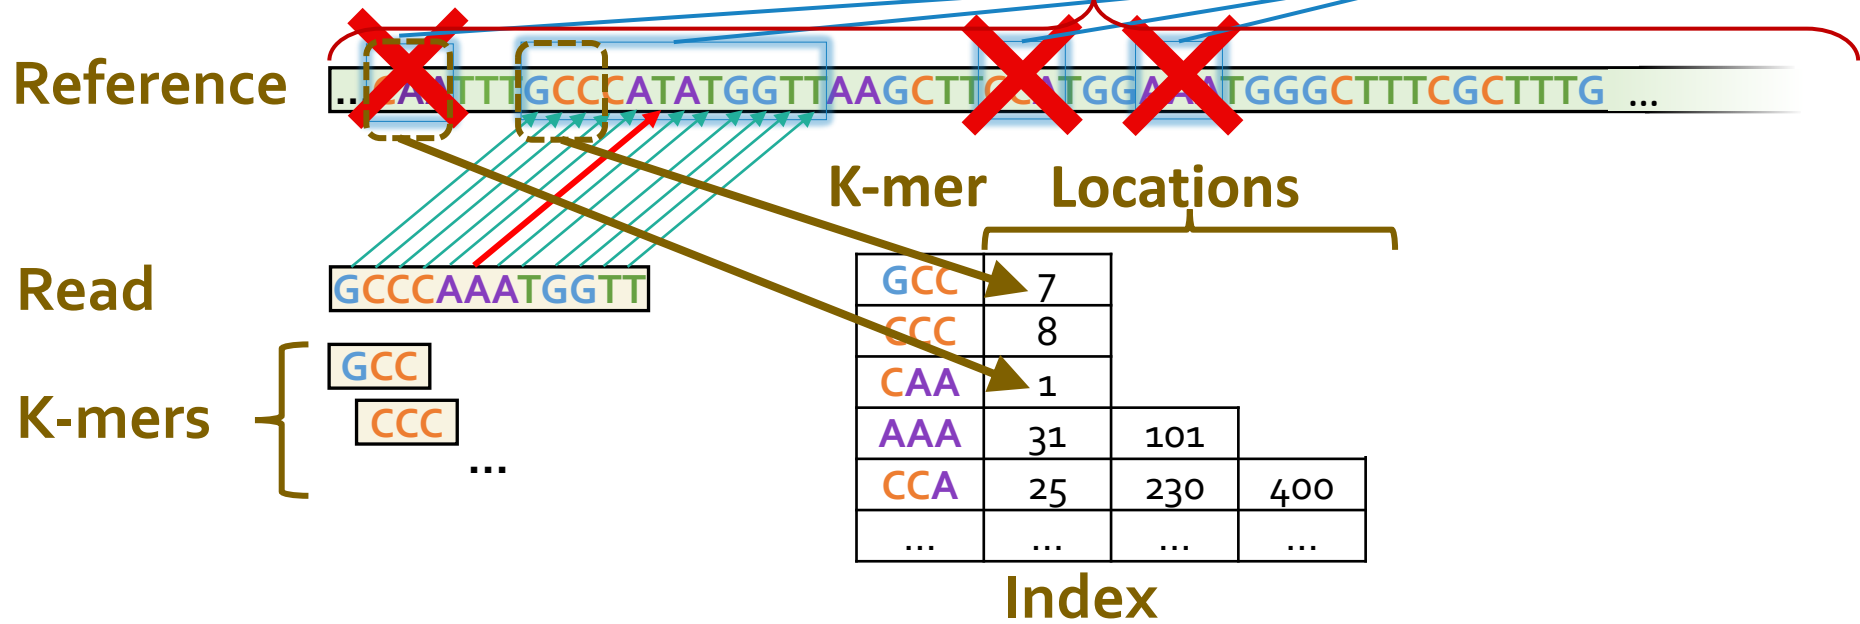 Reference
... CAATTTGCCCATATGGTTAAGCTTCCATGGAAATGGGCTTTCGCTTTG ...
K-mer Locations
Read
GCCCAAATGGTT
K-mers
GCC
CCC
...
GCC 7
CCC 8
CAA 1
AAA 31 101
CCA 25 230 400
... ... ... ...
Index